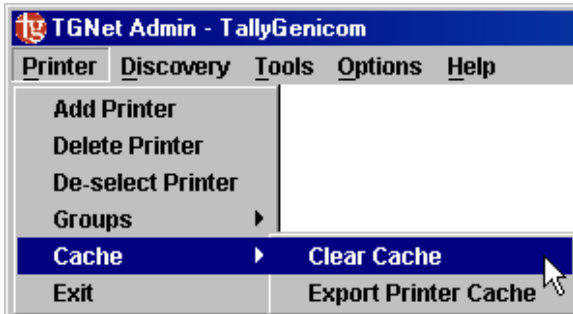 tg TGNet Admin - TallyGenicom
Printer Discovery Tools Options Help
Add Printer
Delete Printer
De-select Printer
Groups
Cache
Clear Cache
Exit
Export Printer Cache